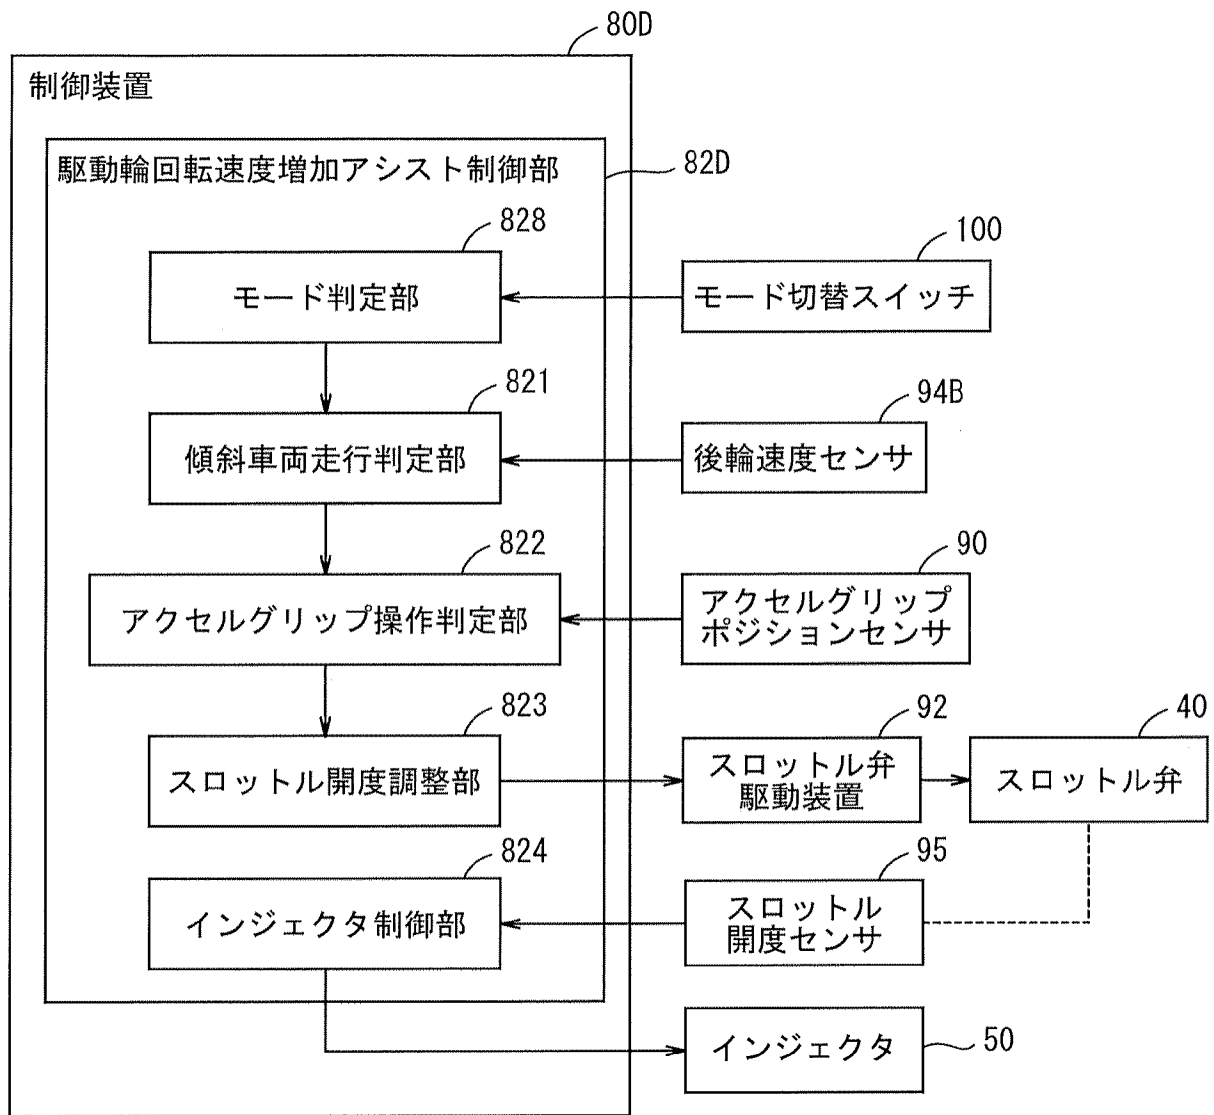 80D
制御装置
駆動輪回転速度増加アシスト制御部
82D
828
モード判定部
100
モード切替スイッチ
821
傾斜車両走行判定部
94B
後輪速度センサ
822
アクセルグリップ操作判定部
90
アクセルグリップ
ポジションセンサ
823
スロットル開度調整部
92
スロットル弁
駆動装置
40
スロットル弁
824
インジェクタ制御部
95
スロットル
開度センサ
インジェクタ
50